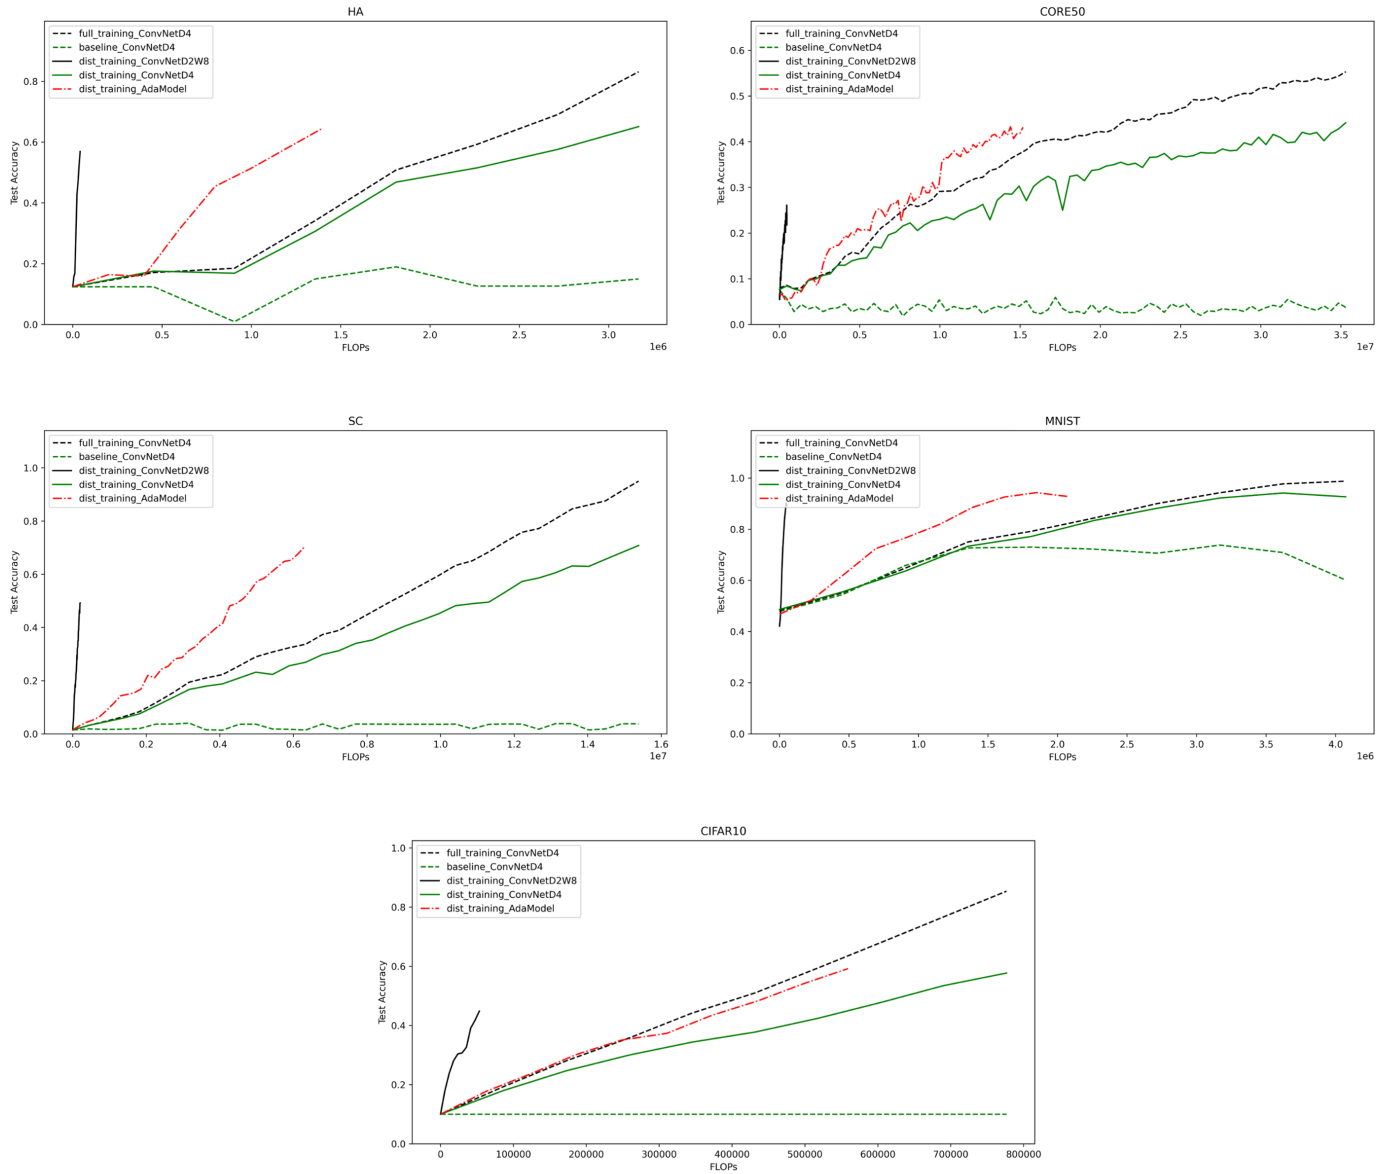 HA
full_training_ConvNetD4
baseline_ConvNetD4
dist_training_ConvNetD2W8
dist_training_ConvNetD4
dist_training_AdaModel
Test Accuracy
0.8
0.6
0.4
0.2
0.0
0.0 0.5 1.0 1.5 2.0 2.5 3.0
1e6
FLOPs
CORE50
full_training_ConvNetD4
baseline_ConvNetD4
dist_training_ConvNetD2W8
dist_training_ConvNetD4
dist_training_AdaModel
Test Accuracy
0.6
0.5
0.4
0.3
0.2
0.1
0.0
0.0 0.5 1.0 1.5 2.0 2.5 3.0 3.5
1e7
FLOPs
SC
full_training_ConvNetD4
baseline_ConvNetD4
dist_training_ConvNetD2W8
dist_training_ConvNetD4
dist_training_AdaModel
Test Accuracy
1.0
0.8
0.6
0.4
0.2
0.0
0.0 0.2 0.4 0.6 0.8 1.0 1.2 1.4 1.6
1e7
FLOPs
MNIST
full_training_ConvNetD4
baseline_ConvNetD4
dist_training_ConvNetD2W8
dist_training_ConvNetD4
dist_training_AdaModel
Test Accuracy
1.0
0.8
0.6
0.4
0.2
0.0
0.0 0.5 1.0 1.5 2.0 2.5 3.0 3.5 4.0
1e6
FLOPs
CIFAR10
full_training_ConvNetD4
baseline_ConvNetD4
dist_training_ConvNetD2W8
dist_training_ConvNetD4
dist_training_AdaModel
Test Accuracy
1.0
0.8
0.6
0.4
0.2
0.0
0 100000 200000 300000 400000 500000 600000 700000 800000
FLOPs